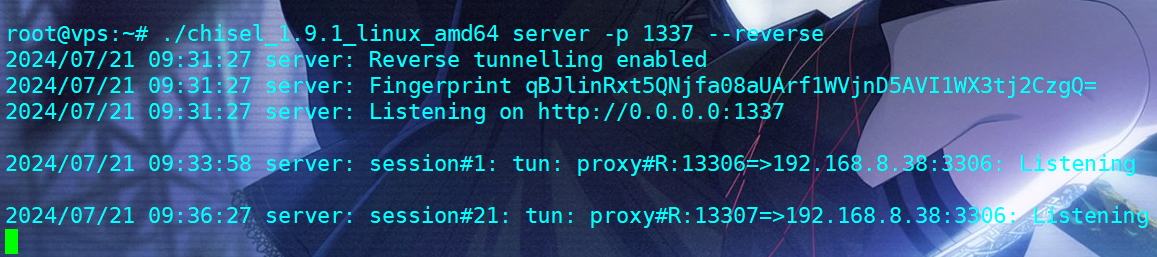 root@vps:~# ./chisel_1.9.1_linux_amd64 server -p 1337 --reverse
2024/07/21 09:31:27 server: Reverse tunnelling enabled
2024/07/21 09:31:27 server: Fingerprint qBJlinRxt5QNjfa08aUArf1WVjnD5AVI1WX3tj2CzgQ=
2024/07/21 09:31:27 server: Listening on http://0.0.0.0:1337
2024/07/21 09:33:58 server: session#1: tun: proxy#R:13306=>192.168.8.38:3306: Listening
2024/07/21 09:36:27 server: session#21: tun: proxy#R:13307=>192.168.8.38:3306: Listening